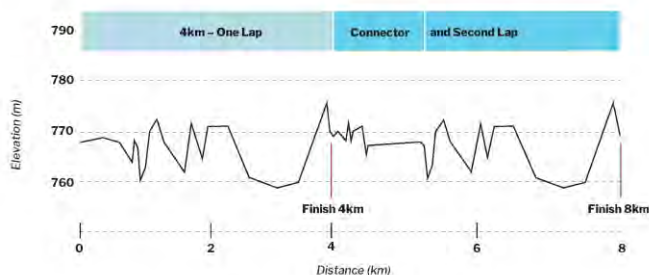 790
4km – One Lap
Connector
and Second Lap
780
770
760
Elevation (m)
Finish 4km
Finish 8km
0
2
4
6
8
Distance (km)